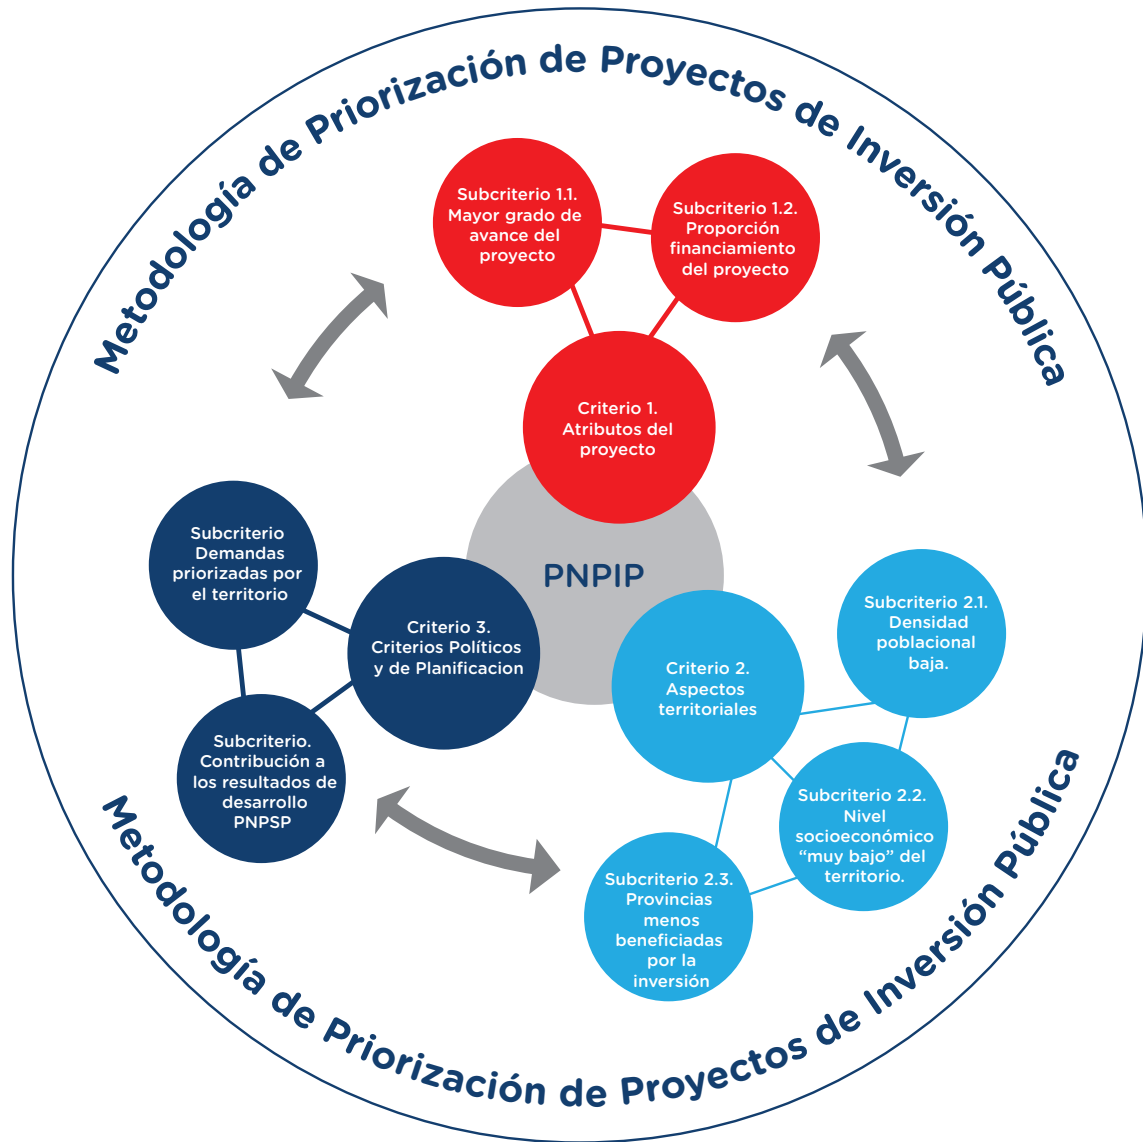 Metodología de Priorización de Proyectos de Inversión Pública
Subcriterio 1.1.
Mayor grado de
avance del
proyecto
Subcriterio 1.2.
Proporción
financiamiento
del proyecto
Criterio 1.
Atributos del
proyecto
PNPIP
Subcriterio
Demandas
priorizadas por
el territorio
Criterio 3.
Criterios Políticos
y de Planificacion
Subcriterio.
Contribución a
los resultados de
desarrollo
PNPSP
Criterio 2.
Aspectos
territoriales
Subcriterio 2.1.
Densidad
poblacional
baja.
Subcriterio 2.2.
Nivel
socioeconómico
“muy bajo” del
territorio.
Subcriterio 2.3.
Provincias
menos
beneficiadas
por la
inversión
Metodología de Priorización de Proyectos de Inversión Pública